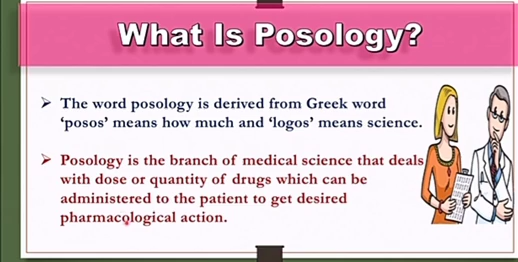 What Is Posology?
➢ The word posology is derived from Greek word
‘posos’ means how much and ‘logos’ means science.
➢ Posology is the branch of medical science that deals
with dose or quantity of drugs which can be
administered to the patient to get desired
pharmacological action.